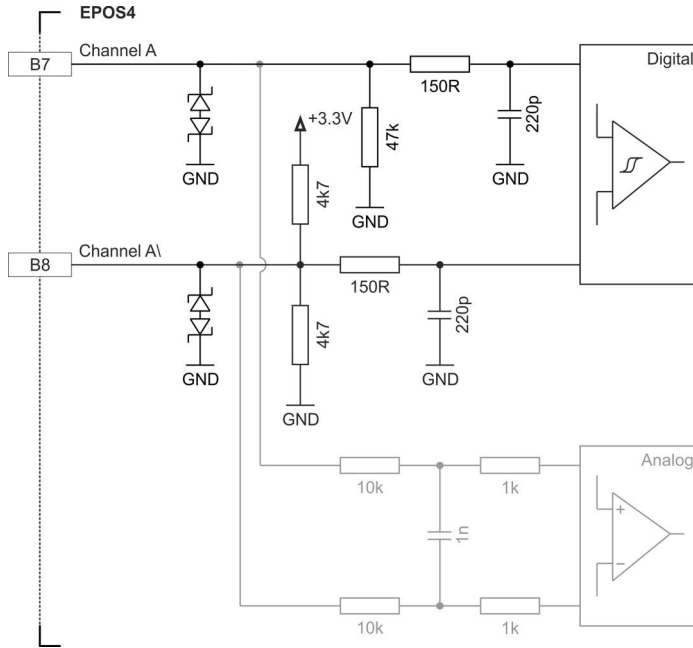 EPOS4
B7
Channel A
Digital
150R
220p
+3.3V
47k
GND
GND
4k7
GND
B8
Channel A\
150R
220p
4k7
GND
GND
GND
Analog
10k
1k
+
1n
−
10k
1k